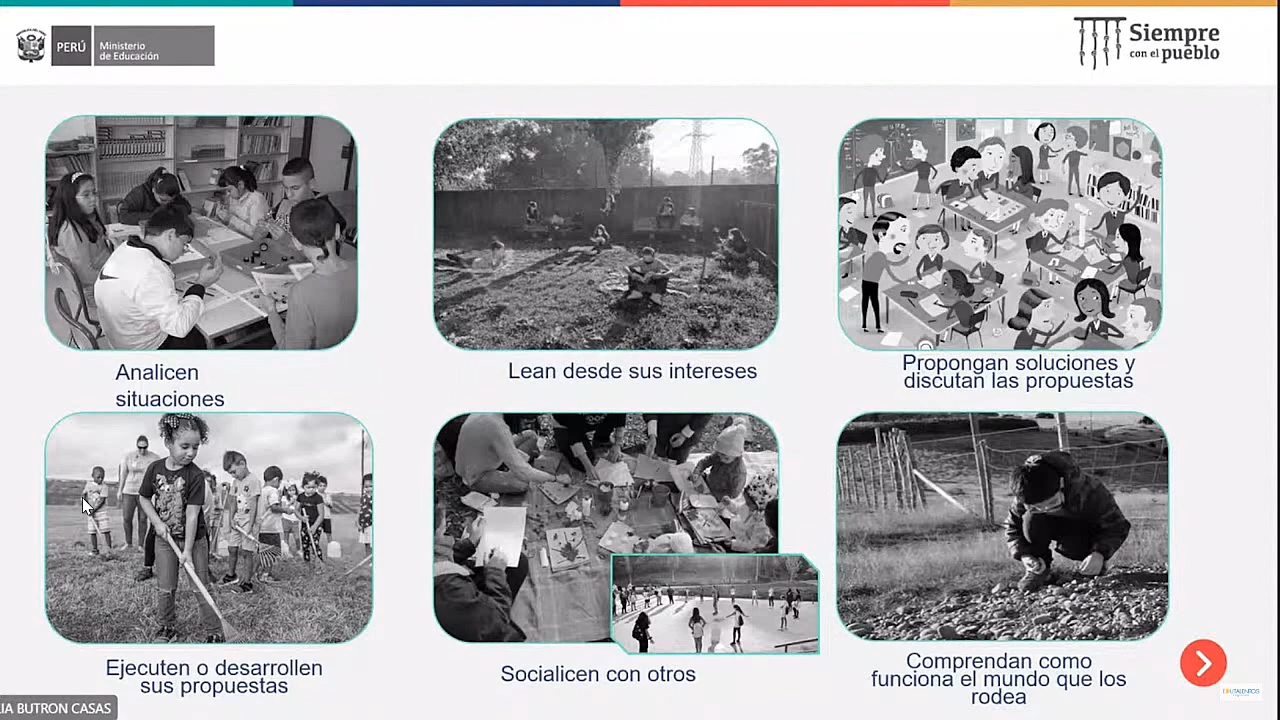 PERÚ
Ministerio
de Educación
Siempre
con el pueblo
Analicen
situaciones
Lean desde sus intereses
Propongan soluciones y
discutan las propuestas
Ejecuten o desarrollen
sus propuestas
Socialicen con otros
Comprendan como
funciona el mundo que los
rodea
LIA BUTRON CASAS